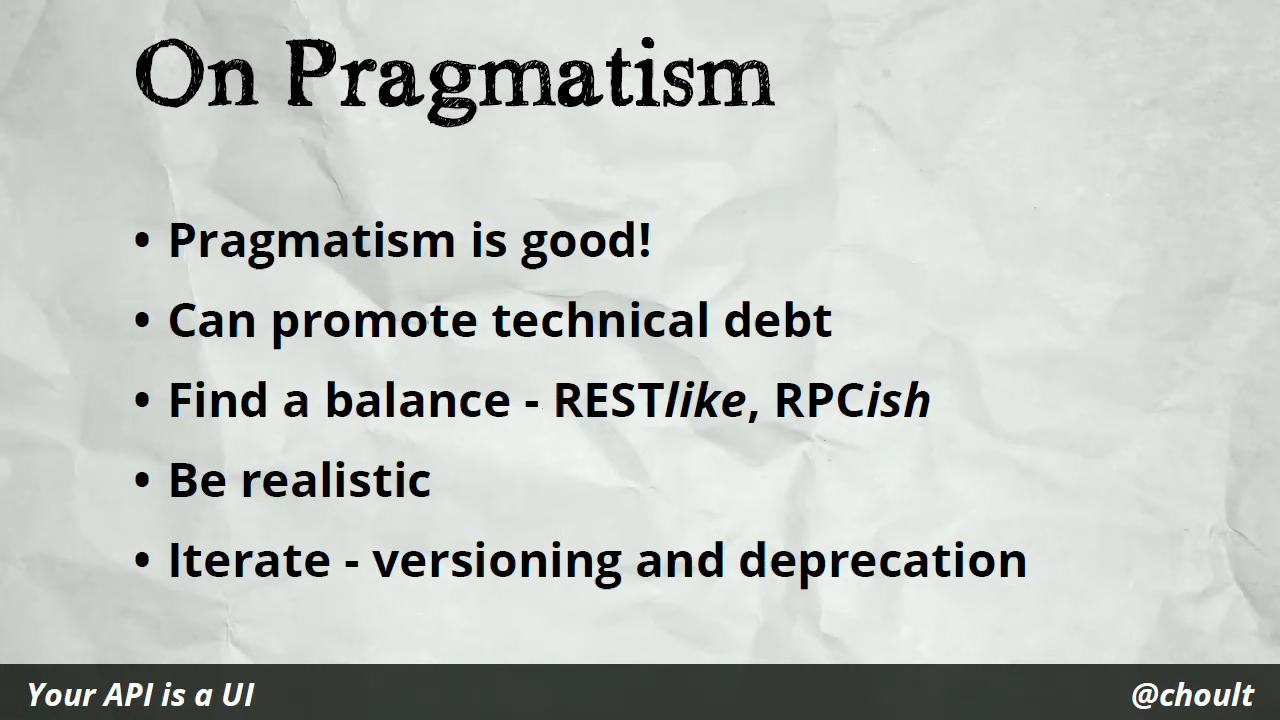 On Pragmatism
• Pragmatism is good!
• Can promote technical debt
• Find a balance - RESTlike, RPCish
• Be realistic
• Iterate - versioning and deprecation
Your API is a UI
@choult